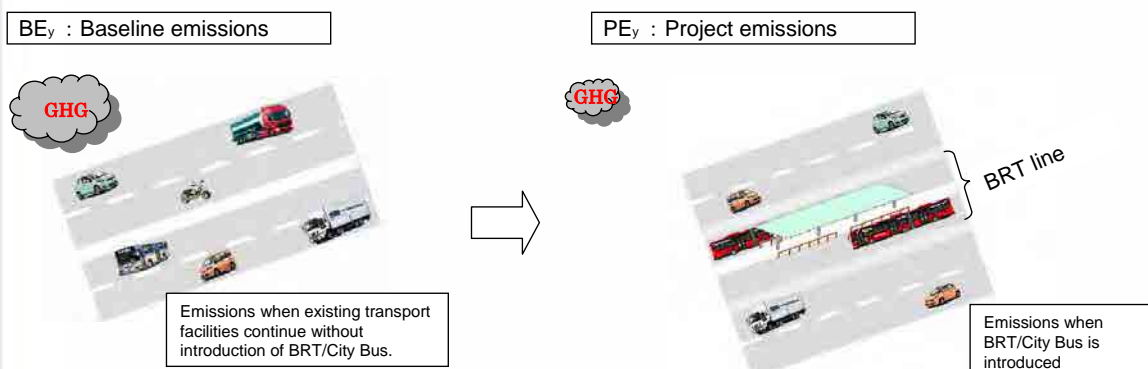 BEy : Baseline emissions
PEy : Project emissions
GHG
GHG
BRT line
Emissions when existing transport
facilities continue without
introduction of BRT/City Bus.
Emissions when
BRT/City Bus is
introduced